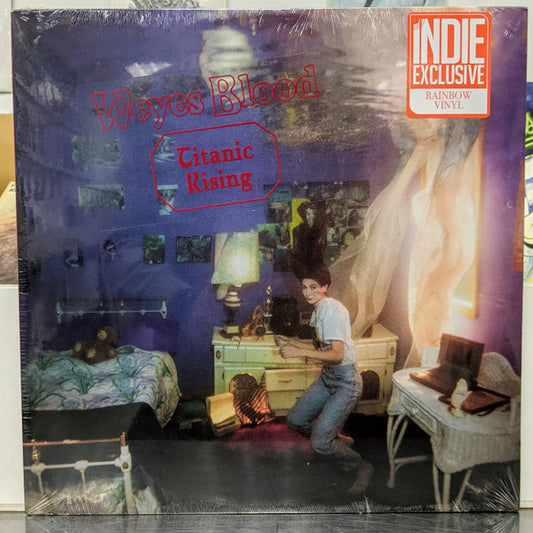 INDIE
EXCLUSIVE
RAINBOW
VINYL
Weyes Blood
Titanic
Rising